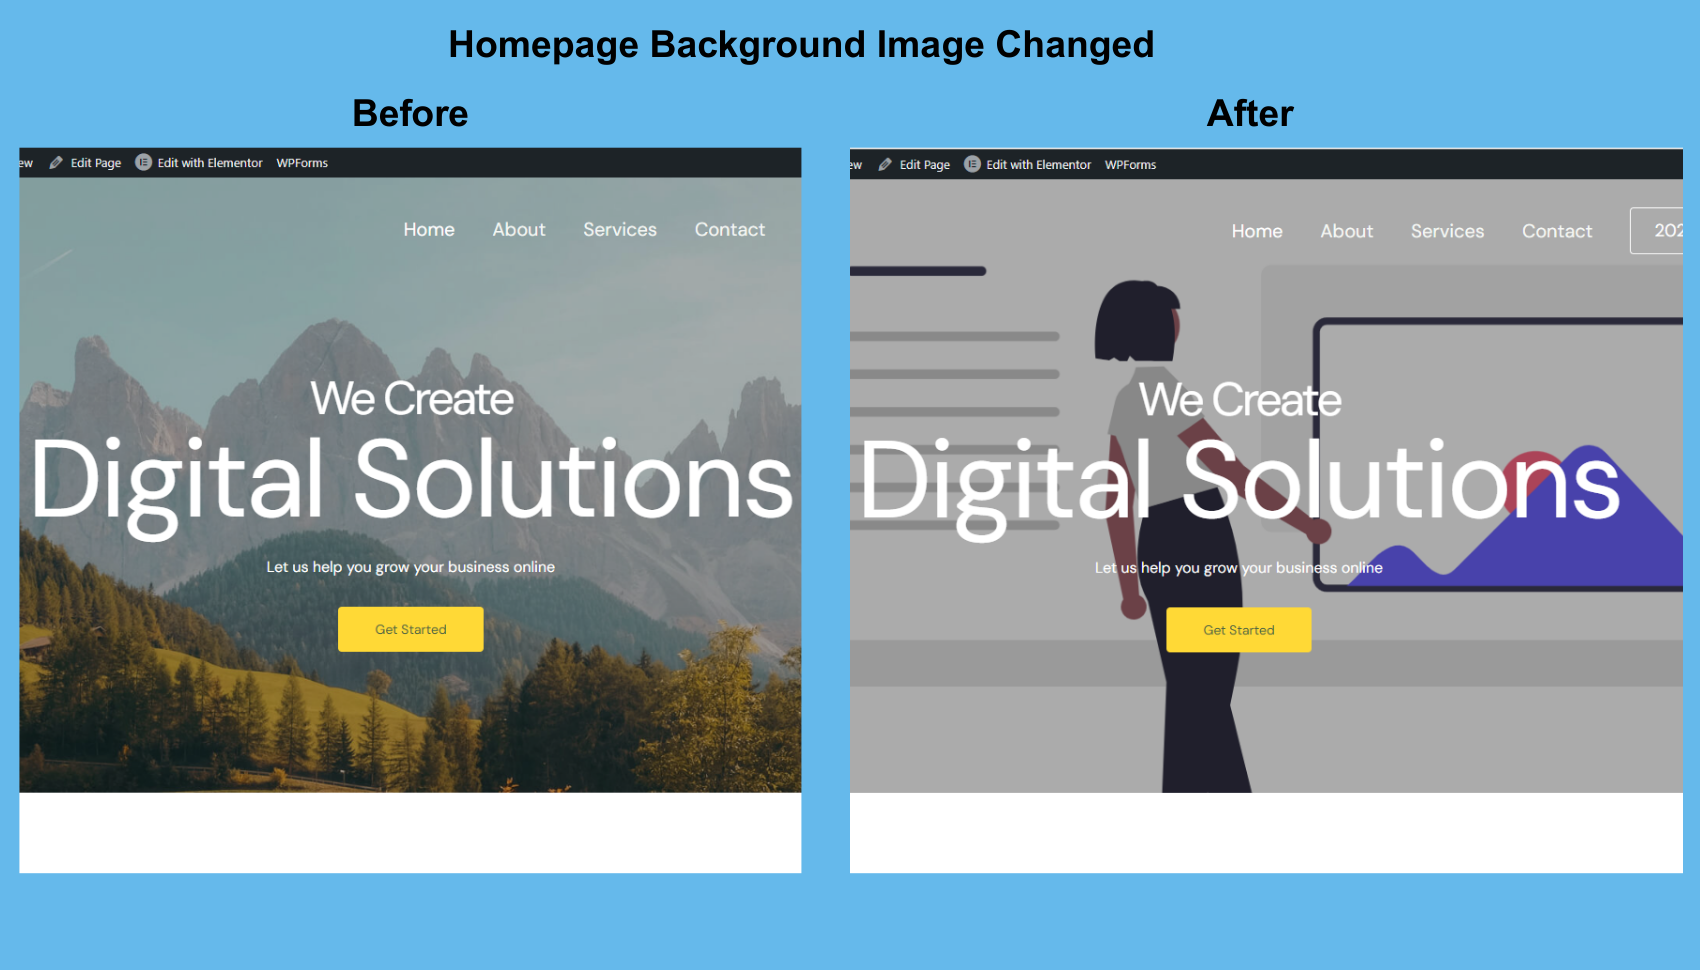 Homepage Background Image Changed
Before
ew Edit Page Edit with Elementor WPForms
Home About Services Contact
We Create
Digital Solutions
Let us help you grow your business online
Get Started
After
ew Edit Page Edit with Elementor WPForms
Home About Services Contact 202
We Create
Digital Solutions
Let us help you grow your business online
Get Started